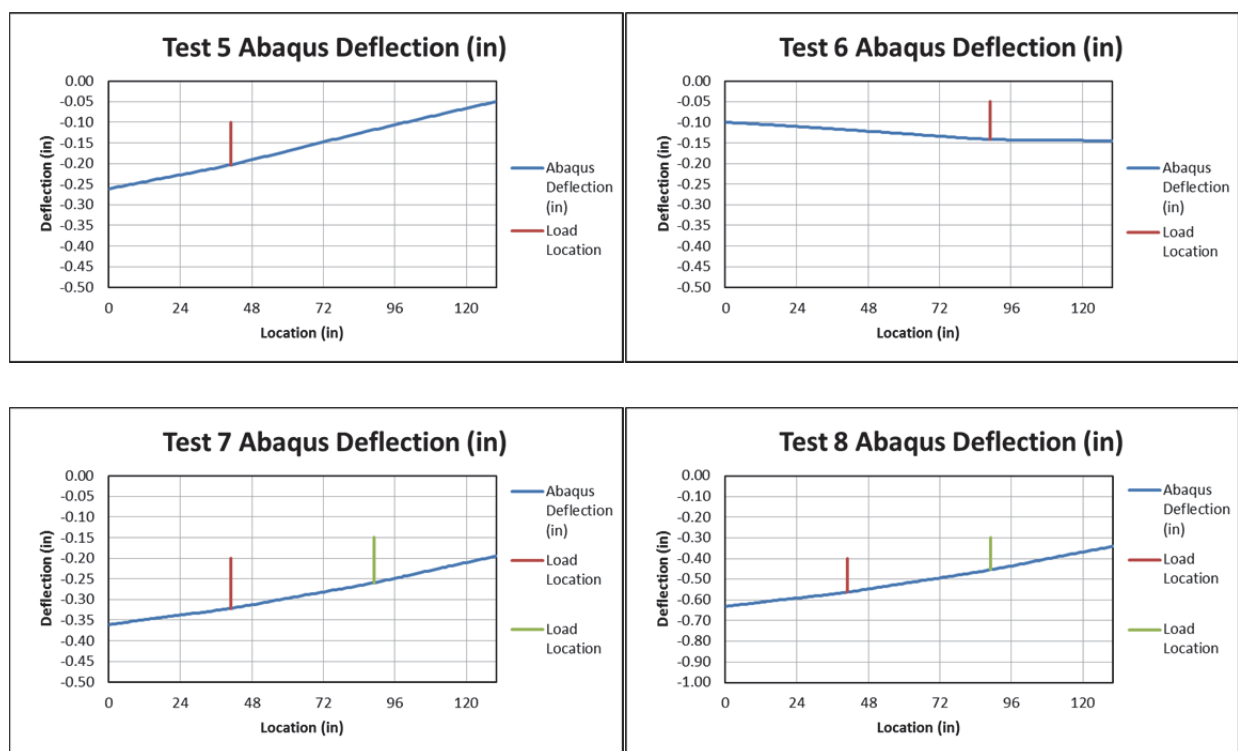 Test 5 Abaqus Deflection (in)
0.00
-0.05
-0.10
-0.15
-0.20
-0.25
-0.30
-0.35
-0.40
-0.45
-0.50
Deflection (in)
0 24 48 72 96 120
Location (in)
Abaqus
Deflection
(in)
Load
Location
Test 6 Abaqus Deflection (in)
0.00
-0.05
-0.10
-0.15
-0.20
-0.25
-0.30
-0.35
-0.40
-0.45
-0.50
Deflection (in)
0 24 48 72 96 120
Location (in)
Abaqus
Deflection
(in)
Load
Location
Test 7 Abaqus Deflection (in)
0.00
-0.05
-0.10
-0.15
-0.20
-0.25
-0.30
-0.35
-0.40
-0.45
-0.50
Deflection (in)
0 24 48 72 96 120
Location (in)
Abaqus
Deflection
(in)
Load
Location
Load
Location
Test 8 Abaqus Deflection (in)
0.00
-0.10
-0.20
-0.30
-0.40
-0.50
-0.60
-0.70
-0.80
-0.90
-1.00
Deflection (in)
0 24 48 72 96 120
Location (in)
Abaqus
Deflection
(in)
Load
Location
Load
Location